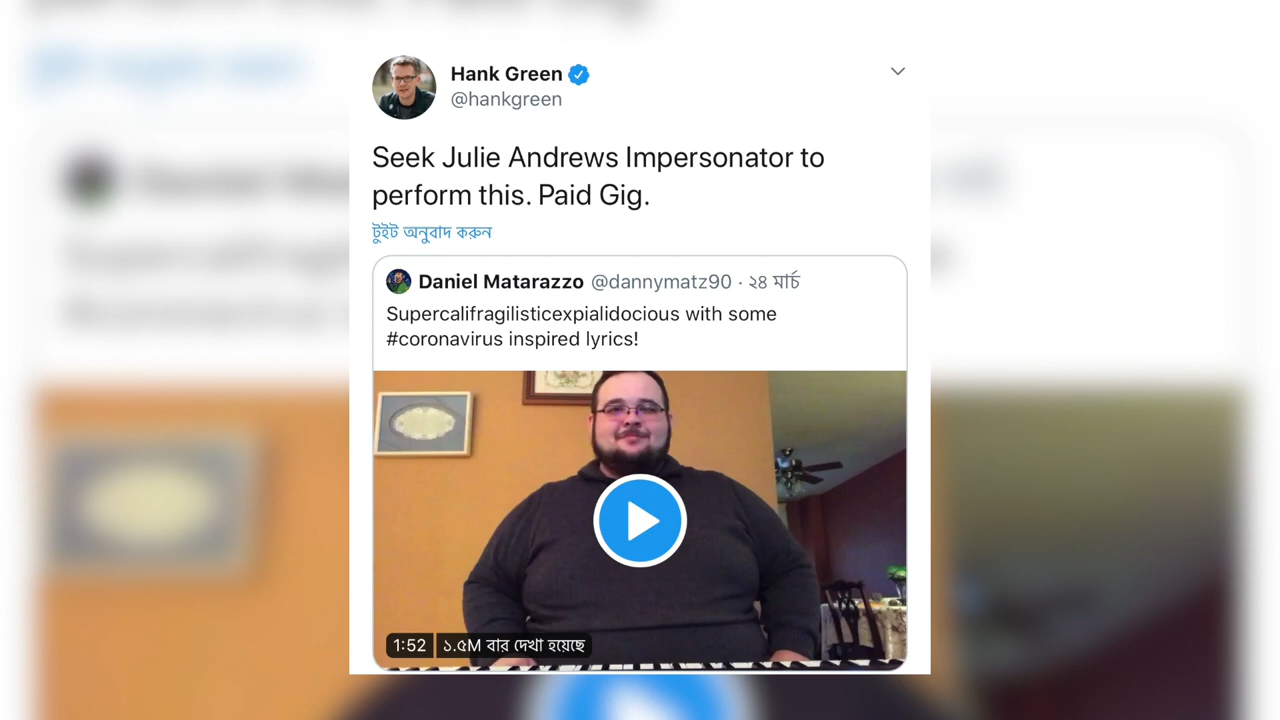 Hank Green
@hankgreen
Seek Julie Andrews Impersonator to
perform this. Paid Gig.
টুইট অনুবাদ করুন
Daniel Matarazzo @dannymatz90 · ২৪ মার্চ
Supercalifragilisticexpialidocious with some
#coronavirus inspired lyrics!
1:52 ১.৫M বার দেখা হয়েছে